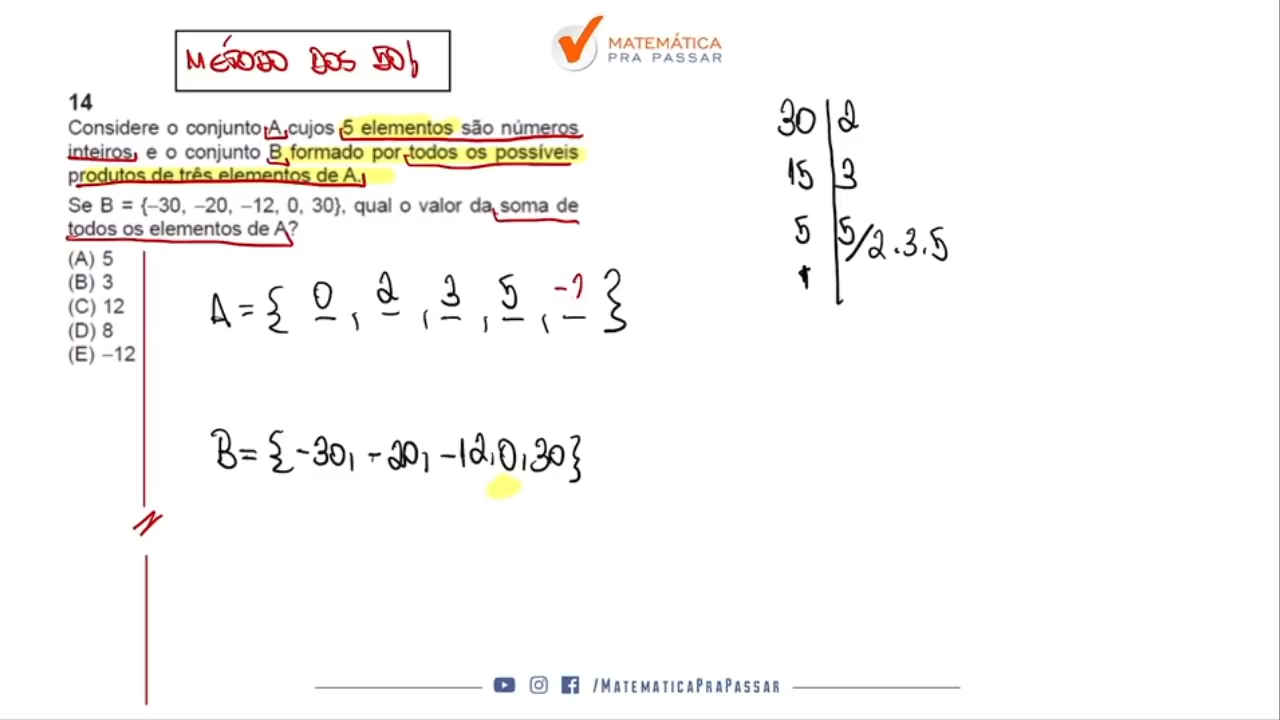 MÉTODO DOS 50%
MATEMÁTICA
PRA PASSAR
14
Considere o conjunto A cujos 5 elementos são números
inteiros, e o conjunto B formado por todos os possíveis
produtos de três elementos de A.
Se B = {–30, –20, –12, 0, 30}, qual o valor da soma de
todos os elementos de A?
(A) 5
(B) 3
(C) 12
(D) 8
(E) –12
30 2
15 3
5 5/2.3.5
1
A = { 0, 2, 3, 5, }
B = {-30, -20, -12, 0, 30}
/MatematicaPraPassar